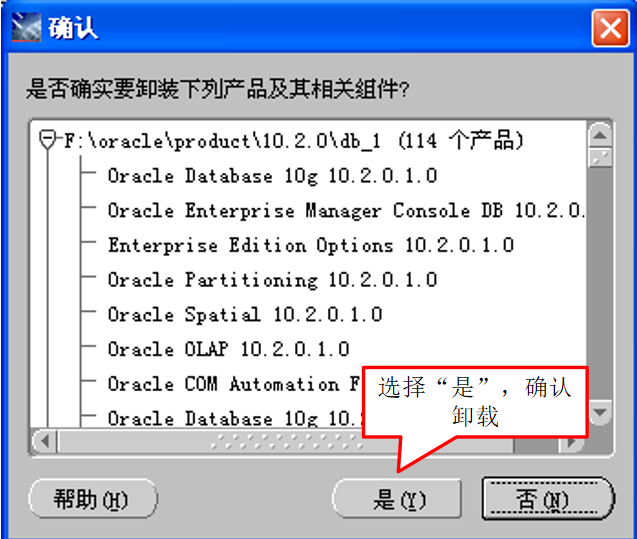 确认
是否确实要卸装下列产品及其相关组件?
F:\oracle\product\10.2.0\db_1 (114 个产品)
Oracle Database 10g 10.2.0.1.0
Oracle Enterprise Manager Console DB 10.2.0.
Enterprise Edition Options 10.2.0.1.0
Oracle Partitioning 10.2.0.1.0
Oracle Spatial 10.2.0.1.0
Oracle OLAP 10.2.0.1.0
Oracle COM Automation F
Oracle Database 10g 10.
选择“是”，确认
卸载
帮助(H) 是(Y) 否(N)